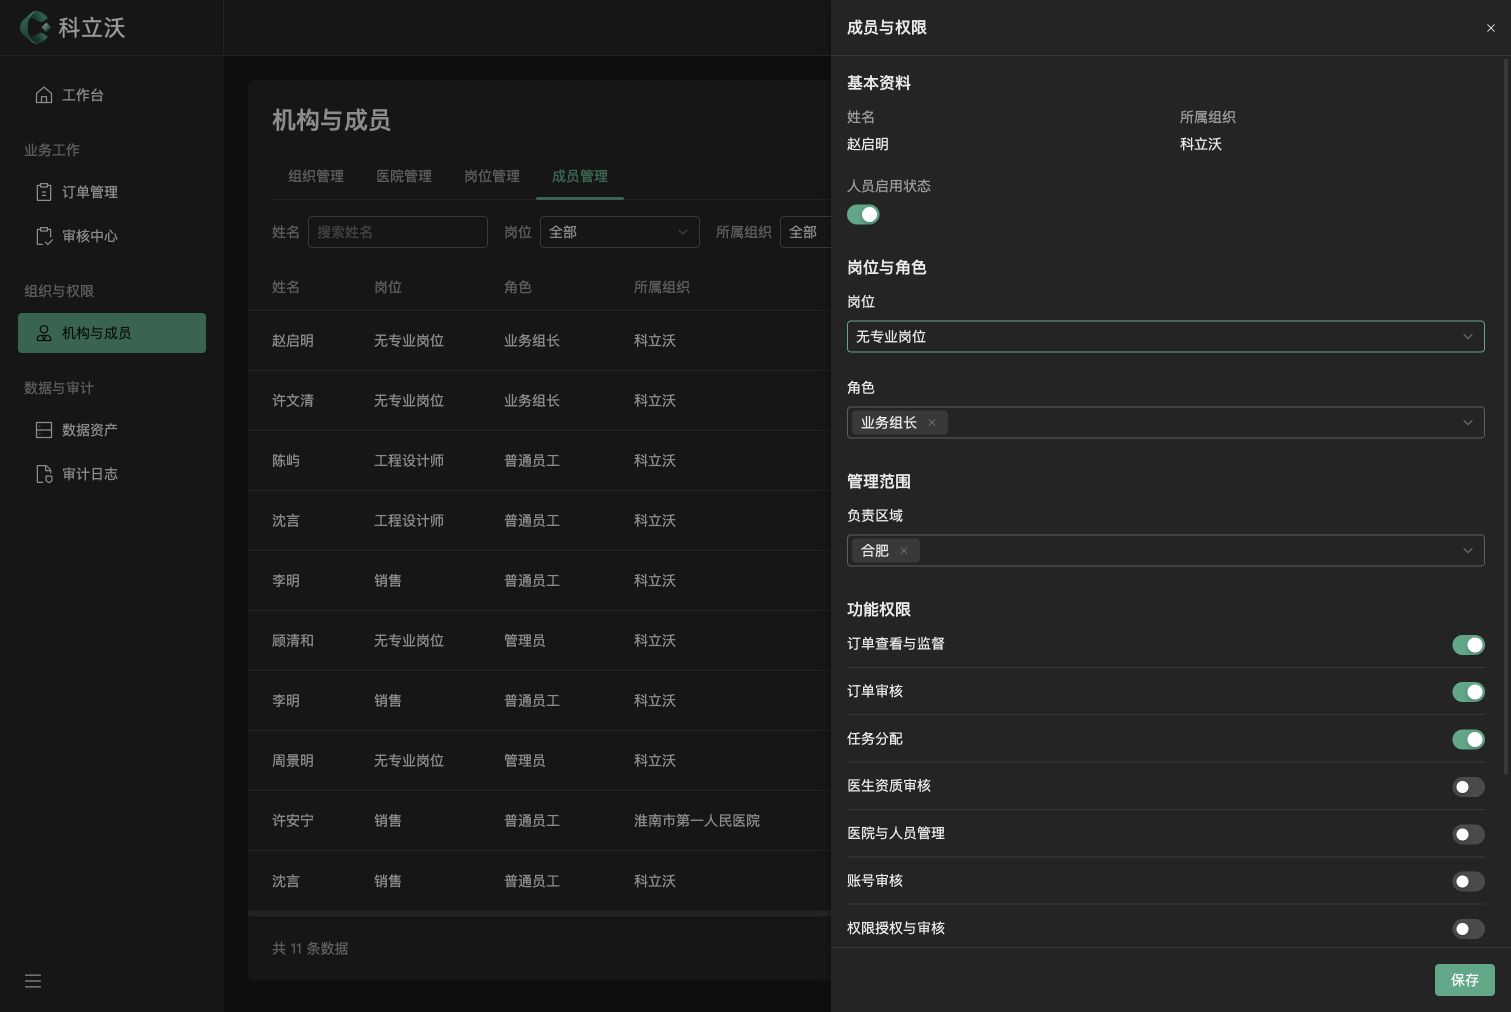 科立沃
工作台
业务工作
订单管理
审核中心
组织与权限
机构与成员
数据与审计
数据资产
审计日志
机构与成员
组织管理 医院管理 岗位管理 成员管理
姓名 搜索姓名 岗位 全部 所属组织 全部
姓名 岗位 角色 所属组织
赵启明 无专业岗位 业务组长 科立沃
许文清 无专业岗位 业务组长 科立沃
陈屿 工程设计师 普通员工 科立沃
沈言 工程设计师 普通员工 科立沃
李明 销售 普通员工 科立沃
顾清和 无专业岗位 管理员 科立沃
李明 销售 普通员工 科立沃
周景明 无专业岗位 管理员 科立沃
许安宁 销售 普通员工 淮南市第一人民医院
沈言 销售 普通员工 科立沃
共 11 条数据
成员与权限
基本资料
姓名 所属组织
赵启明 科立沃
人员启用状态
岗位与角色
岗位
无专业岗位
角色
业务组长
管理范围
负责区域
合肥
功能权限
订单查看与监督
订单审核
任务分配
医生资质审核
医院与人员管理
账号审核
权限授权与审核
保存